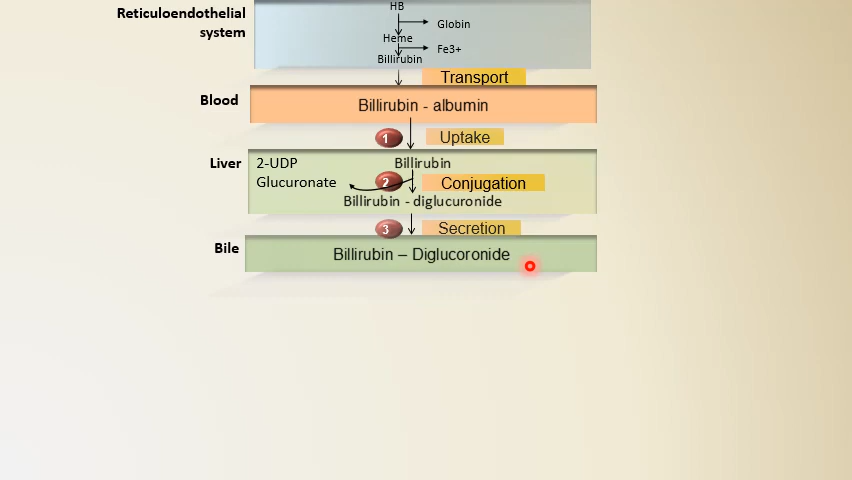 Reticuloendothelial
system
HB
Globin
Heme
Fe3+
Billirubin
Transport
Blood
Billirubin - albumin
1
Uptake
Liver
2-UDP
Glucuronate
Billirubin
2
Conjugation
Billirubin - diglucuronide
3
Secretion
Bile
Billirubin – Diglucoronide